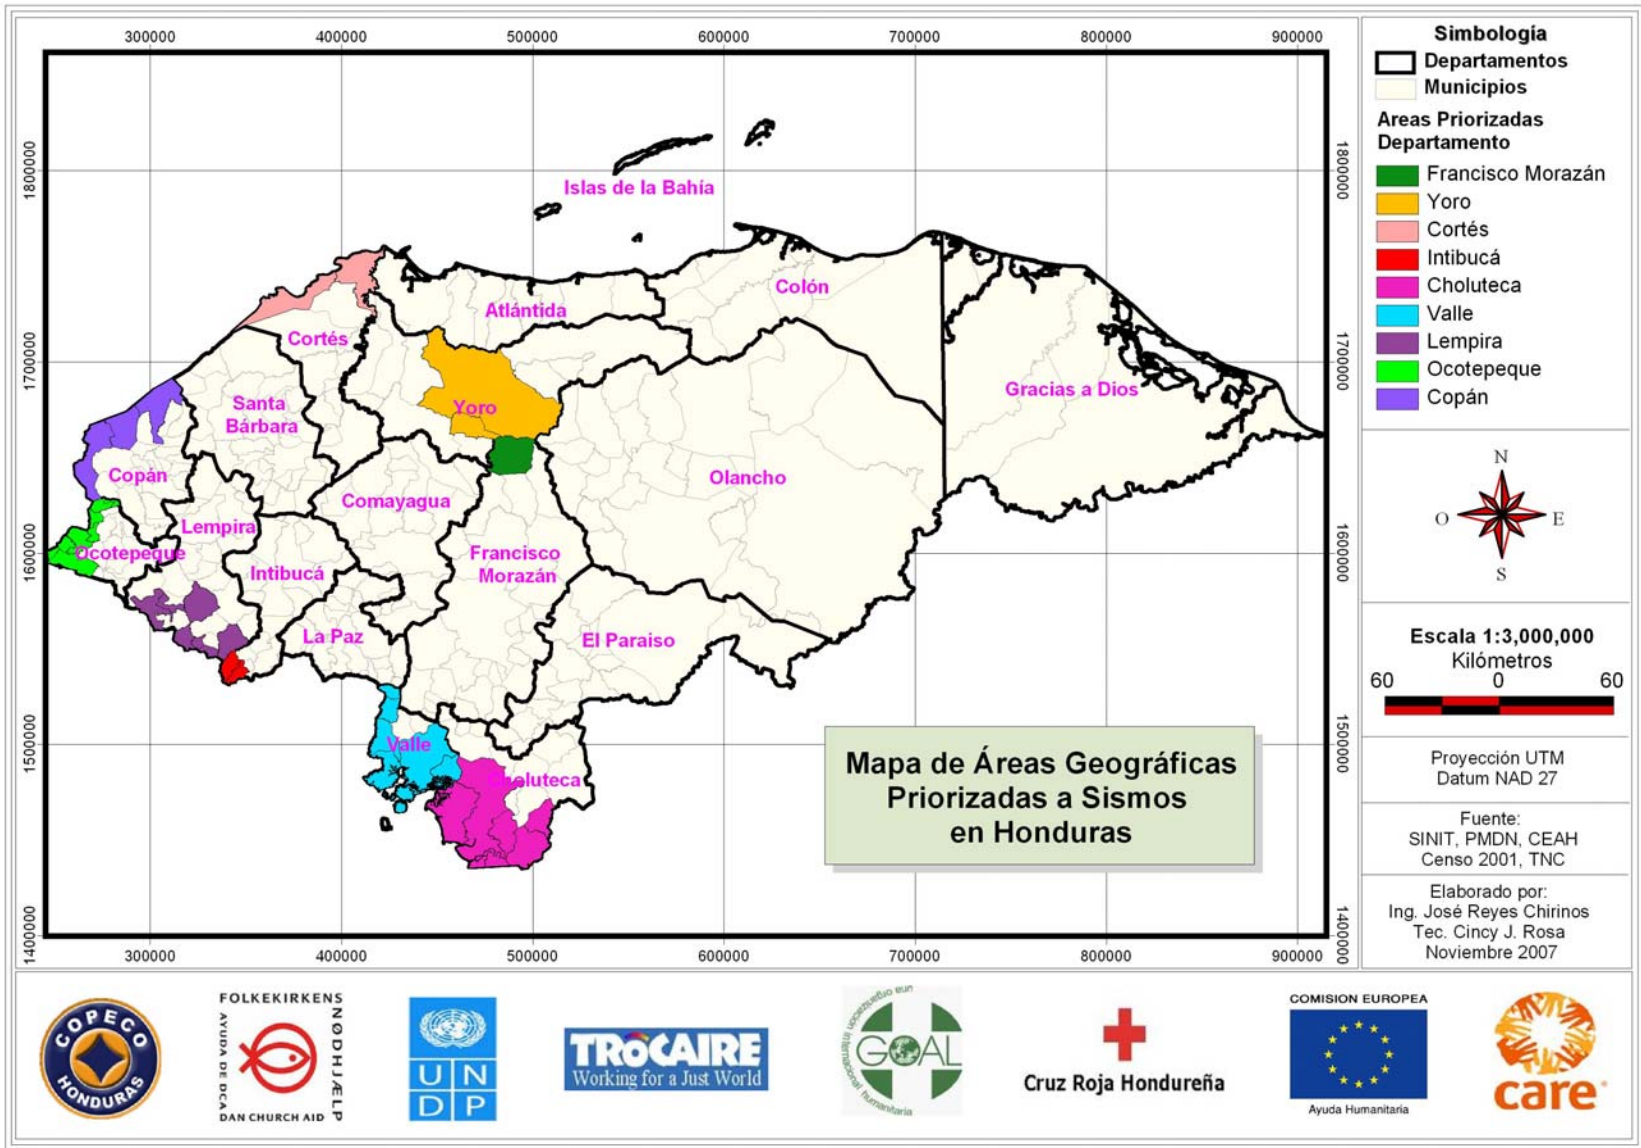 300000
400000
500000
600000
700000
800000
900000
1800000
1700000
1600000
1500000
1400000
1800000
1700000
1600000
1500000
1400000
Islas de la Bahía
Colón
Atlántida
Cortés
Gracias a Dios
Yoro
Santa
Bárbara
Copán
Olancho
Comayagua
Lempira
Ocotepeque
Francisco
Morazán
Intibucá
La Paz
El Paraiso
Valle
Choluteca
Mapa de Áreas Geográficas
Priorizadas a Sismos
en Honduras
300000
400000
500000
600000
700000
800000
900000
Simbología
Departamentos
Municipios
Areas Priorizadas
Departamento
Francisco Morazán
Yoro
Cortés
Intibucá
Choluteca
Valle
Lempira
Ocotepeque
Copán
N
O
E
S
Escala 1:3,000,000
Kilómetros
60 0 60
Proyección UTM
Datum NAD 27
Fuente:
SINIT, PMDN, CEAH
Censo 2001, TNC
Elaborado por:
Ing. José Reyes Chirinos
Tec. Cincy J. Rosa
Noviembre 2007
COPECO
HONDURAS
FOLKEKIRKENS
NØDHJÆLP
AYUDA DE DCA
DAN CHURCH AID
U N
D P
TRÓCAIRE
Working for a Just World
una organización internacional humanitaria
GOAL
Cruz Roja Hondureña
COMISION EUROPEA
Ayuda Humanitaria
care